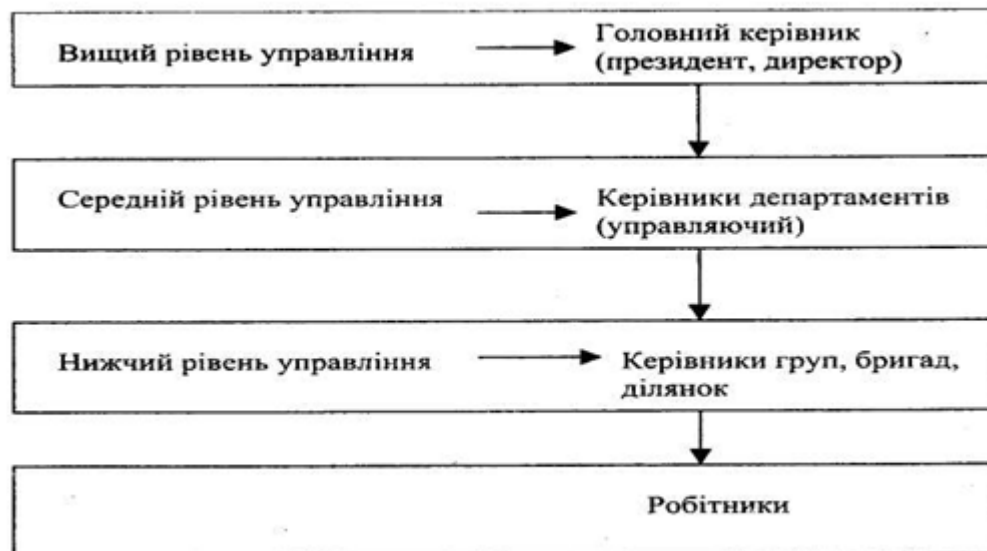 Вищий рівень управління
Головний керівник
(президент, директор)
Середній рівень управління
Керівники департаментів
(управляючий)
Нижчий рівень управління
Керівники груп, бригад,
ділянок
Робітники